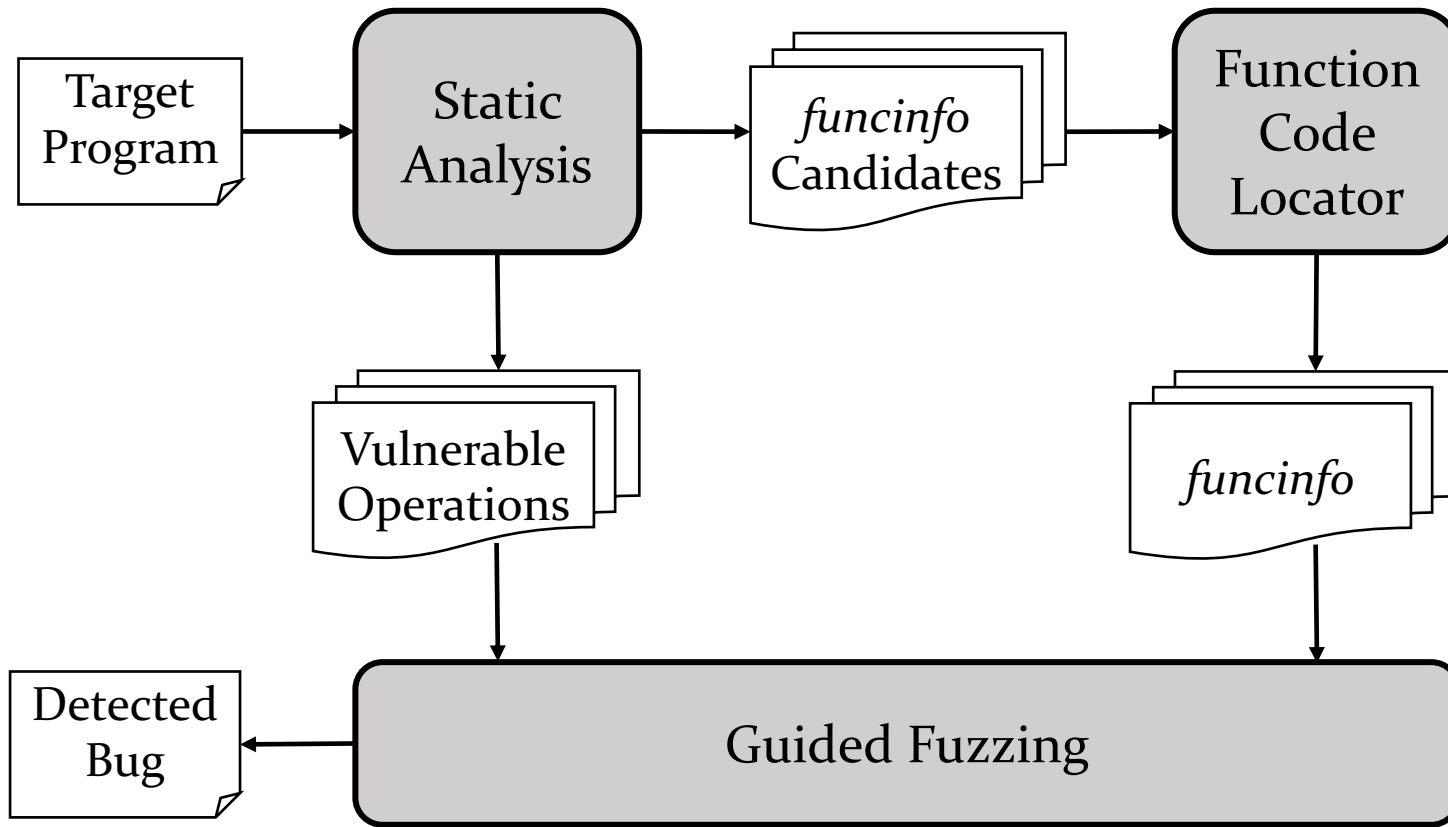 Target
Program
Static
Analysis
funcinfo
Candidates
Function
Code
Locator
Vulnerable
Operations
funcinfo
Detected
Bug
Guided Fuzzing